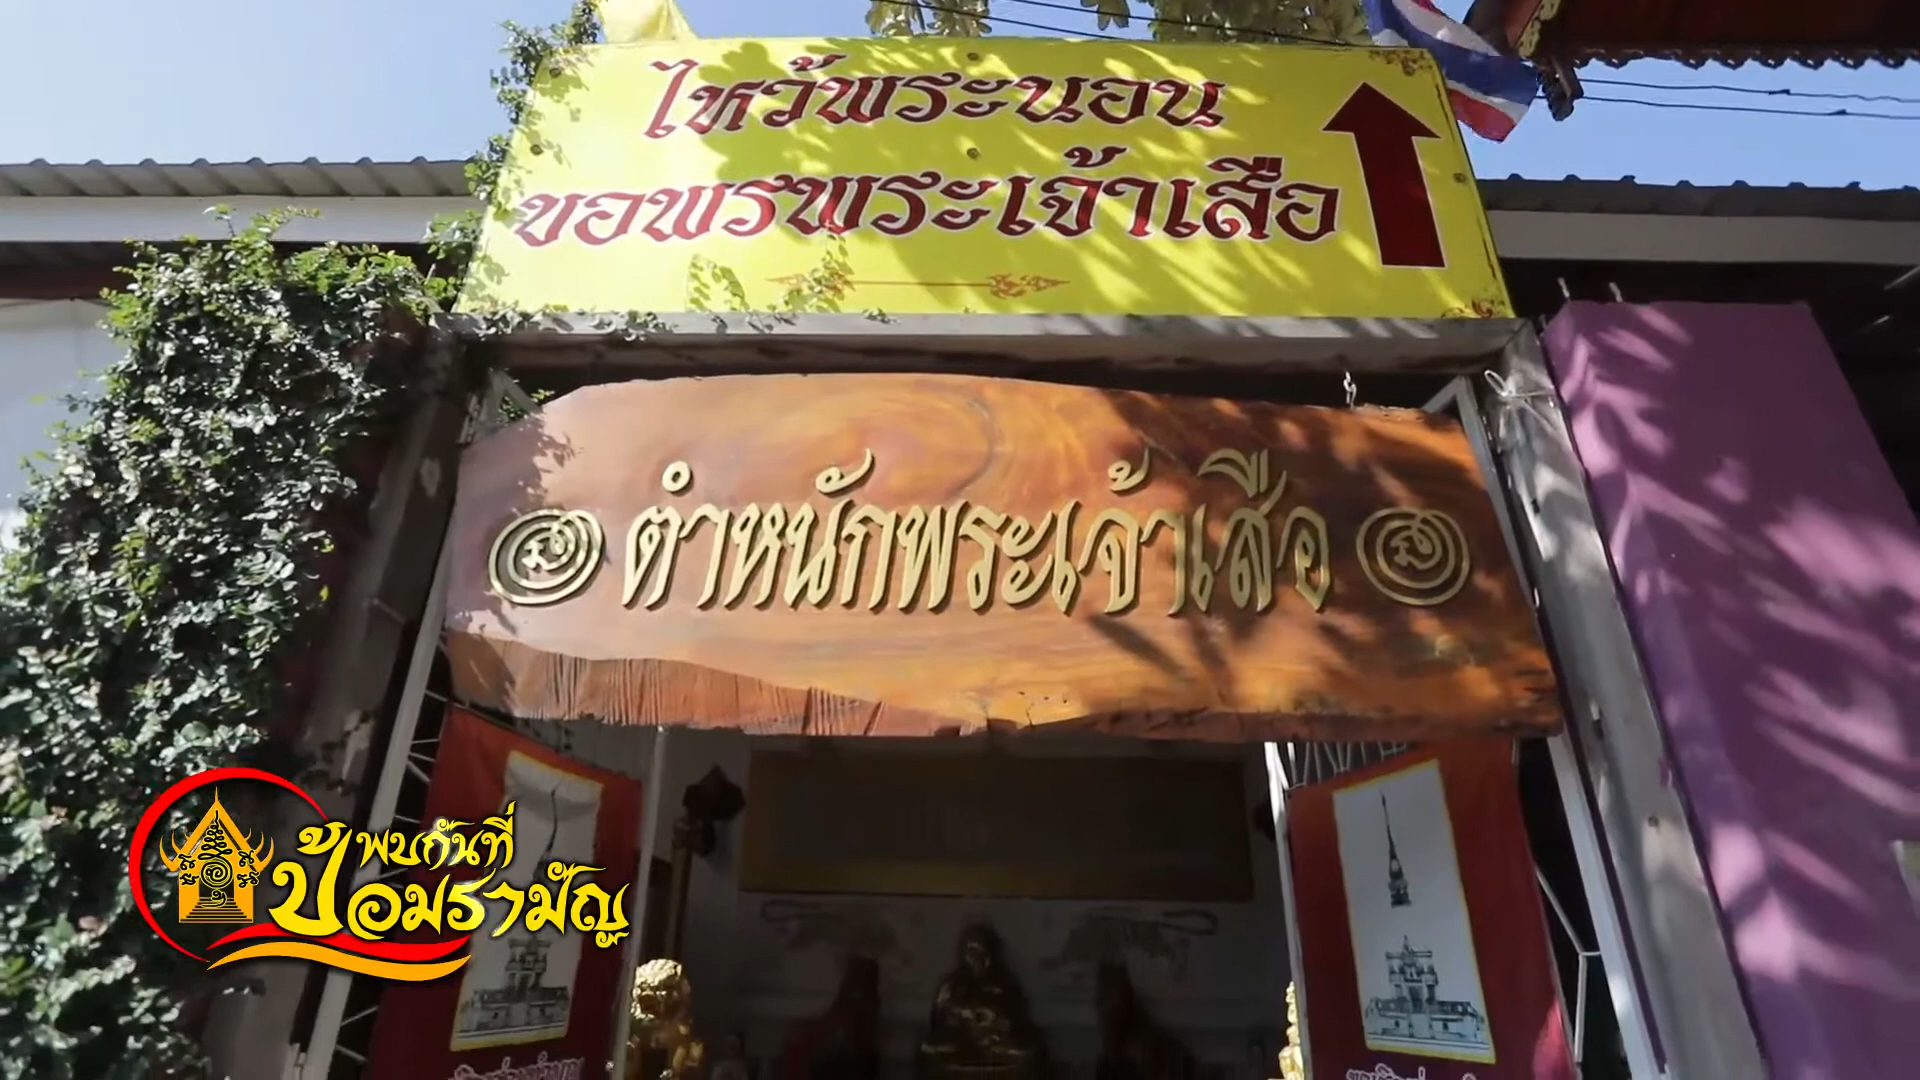 ไหว้พระนอน
ขอพรพระเจ้าเสือ
ตำหนักพระเจ้าเสือ
พบกันที่
ป้อมรามัญ